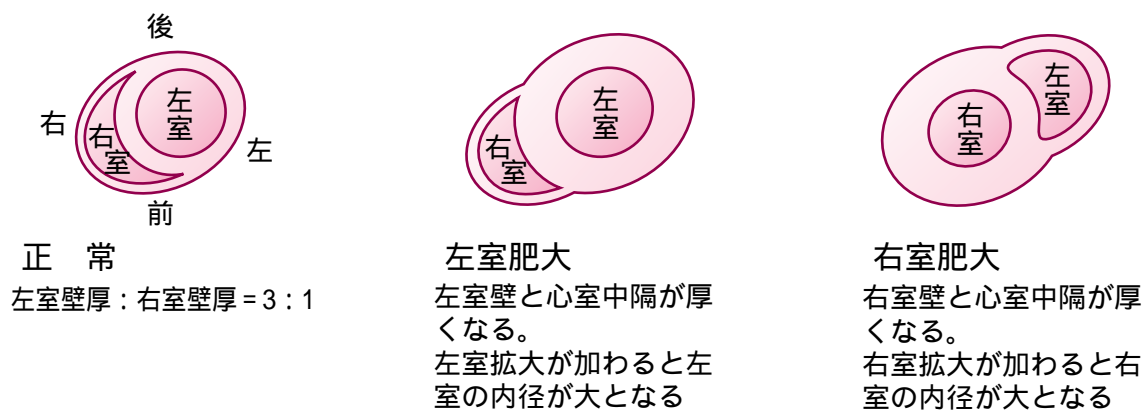 後
右
左室
右室
左
前
正　常
左室壁厚：右室壁厚＝3：1
左室
右室
左室肥大
左室壁と心室中隔が厚
くなる。
左室拡大が加わると左
室の内径が大となる
左室
右室
右室肥大
右室壁と心室中隔が厚
くなる。
右室拡大が加わると右
室の内径が大となる